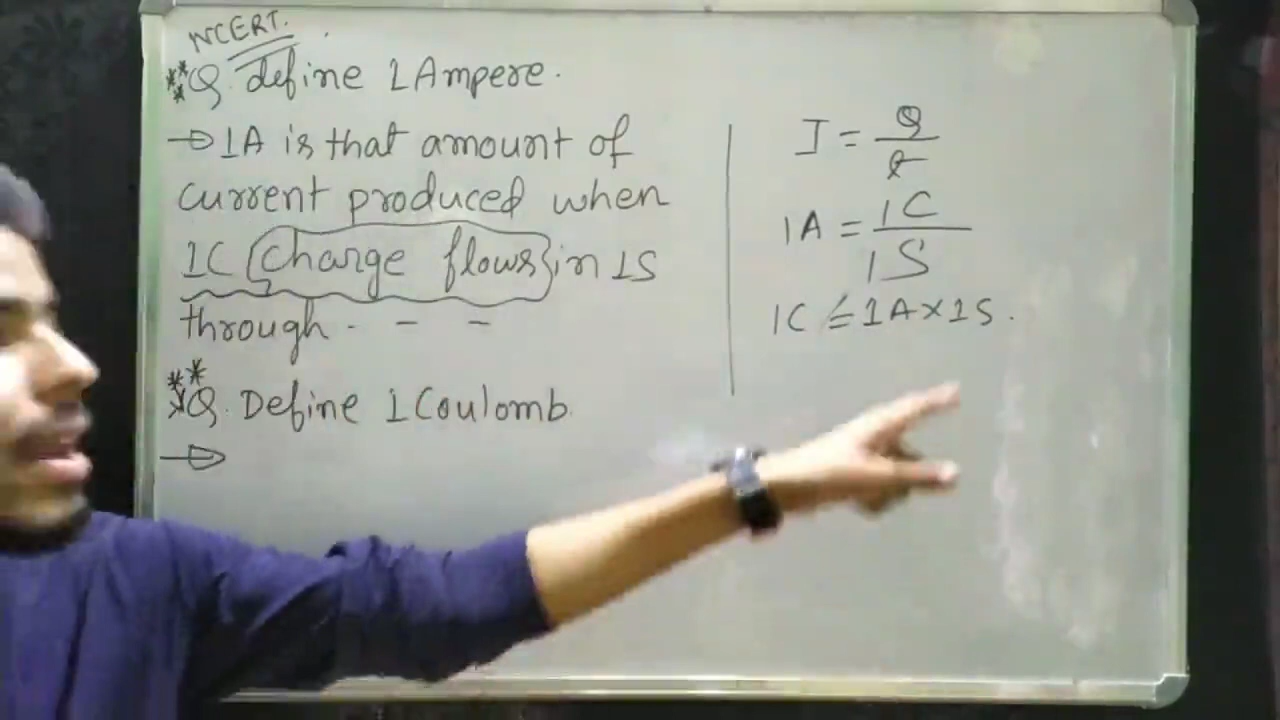 NCERT.
Q. define 1 Ampere.
→ 1A is that amount of
current produced when
1C (charge flows) in 1S
through - - -
Q. Define 1 Coulomb.
→
I = Q/t
1A = 1C/1S
1C = 1A×1S.